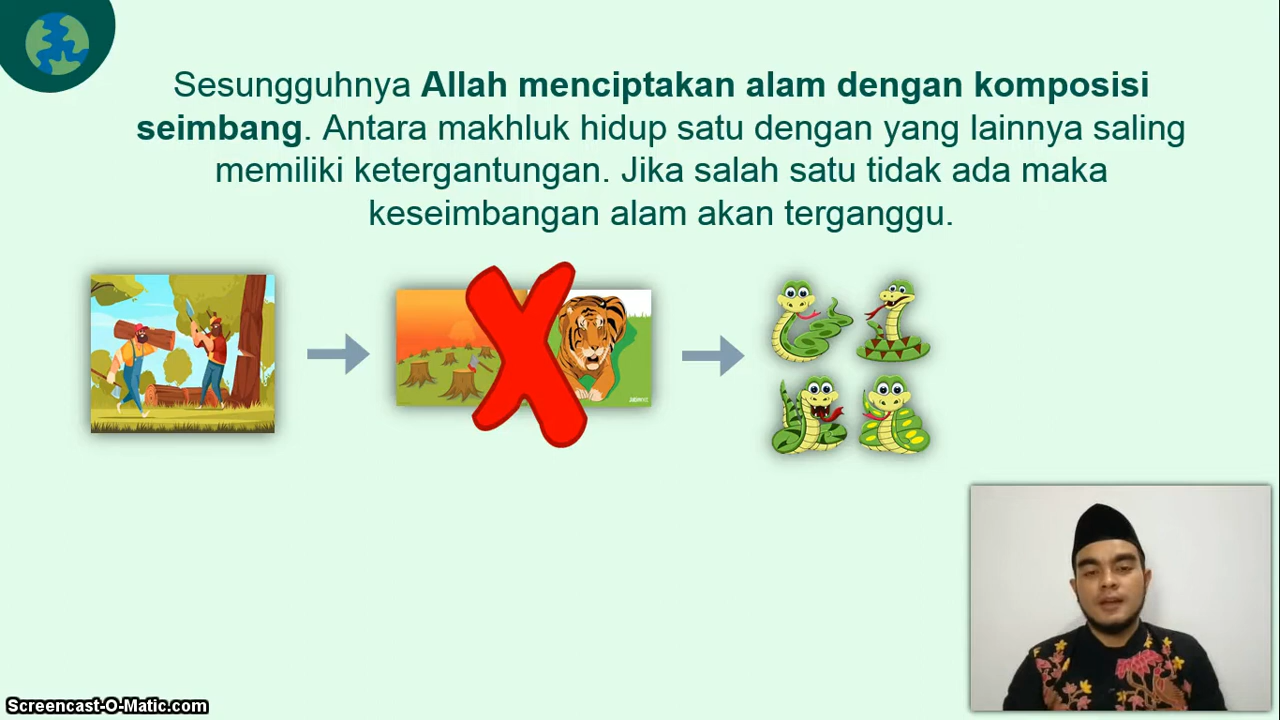 Sesungguhnya Allah menciptakan alam dengan komposisi
seimbang. Antara makhluk hidup satu dengan yang lainnya saling
memiliki ketergantungan. Jika salah satu tidak ada maka
keseimbangan alam akan terganggu.
Screencast-O-Matic.com